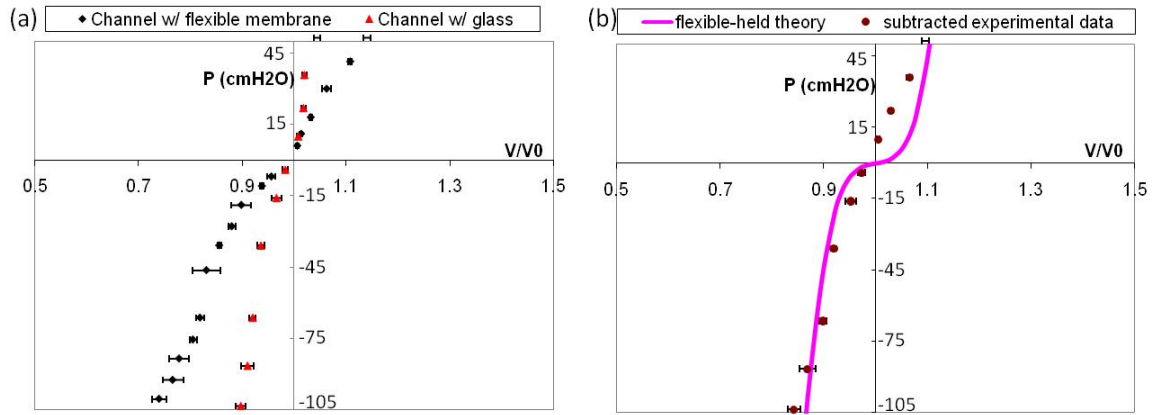 (a)
Channel w/ flexible membrane
Channel w/ glass
45
P (cmH2O)
15
V/V0
0.5
0.7
0.9
1.1
1.3
1.5
-15
-45
-75
-105
(b)
flexible-held theory
subtracted experimental data
45
P (cmH2O)
15
V/V0
0.5
0.7
0.9
1.1
1.3
1.5
-15
-45
-75
-105